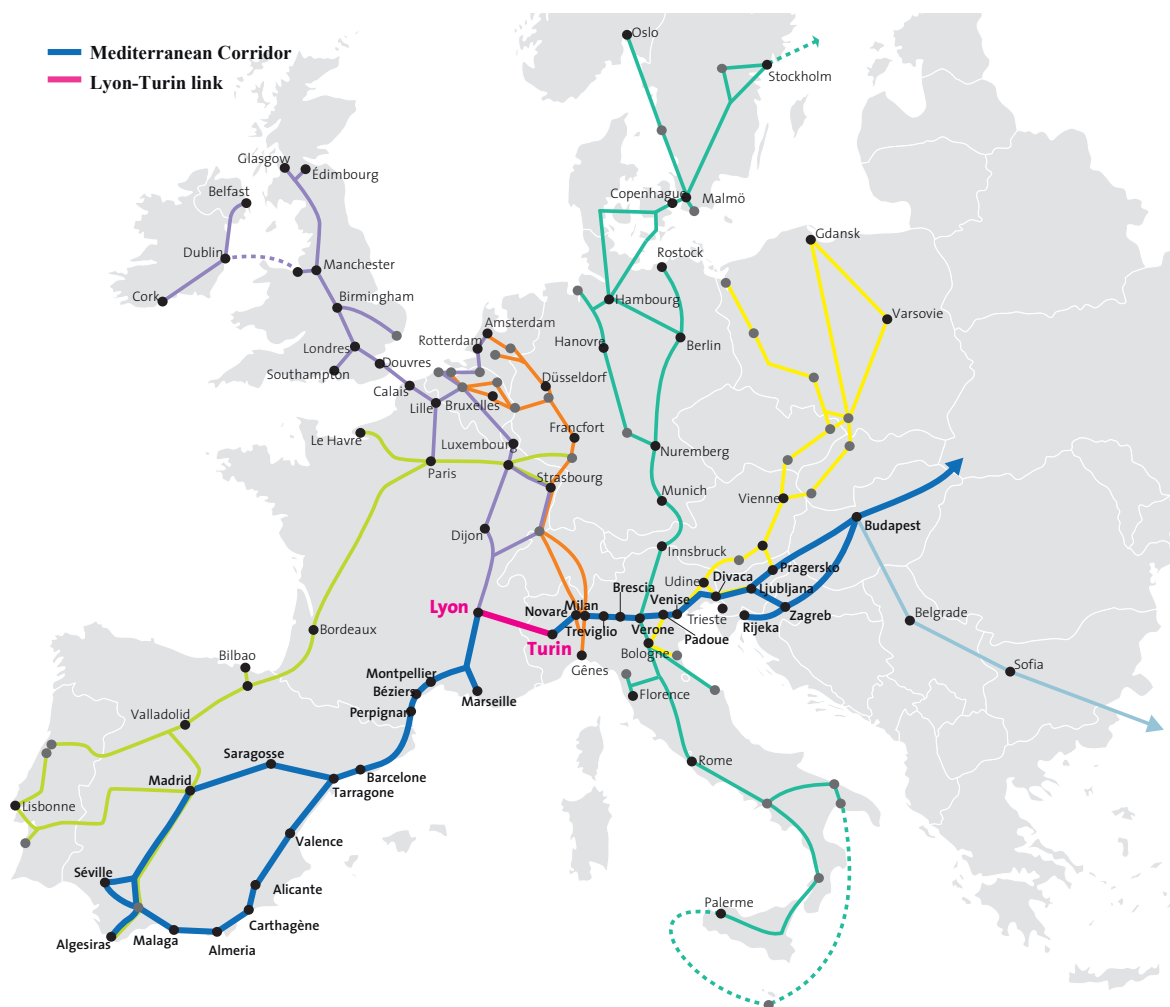 Mediterranean Corridor
Lyon-Turin link
Oslo
Stockholm
Glasgow
Édimbourg
Belfast
Copenhague
Malmö
Dublin
Manchester
Gdansk
Rostock
Cork
Birmingham
Hambourg
Varsovie
Amsterdam
Rotterdam
Londres
Hanovre
Berlin
Douvres
Southampton
Düsseldorf
Calais
Lille
Bruxelles
Le Havre
Luxembourg
Francfort
Nuremberg
Paris
Strasbourg
Munich
Vienne
Dijon
Budapest
Innsbruck
Pragersko
Udine
Divaca
Ljubljana
Brescia
Lyon
Novare
Milan
Venise
Trieste
Zagreb
Belgrade
Treviglio
Verone
Padoue
Rijeka
Bordeaux
Turin
Bologne
Bilbao
Gênes
Sofia
Montpellier
Béziers
Marseille
Florence
Perpignan
Valladolid
Saragosse
Rome
Madrid
Barcelone
Tarragone
Lisbonne
Valence
Séville
Alicante
Palerme
Carthagène
Algesiras
Malaga
Almeria